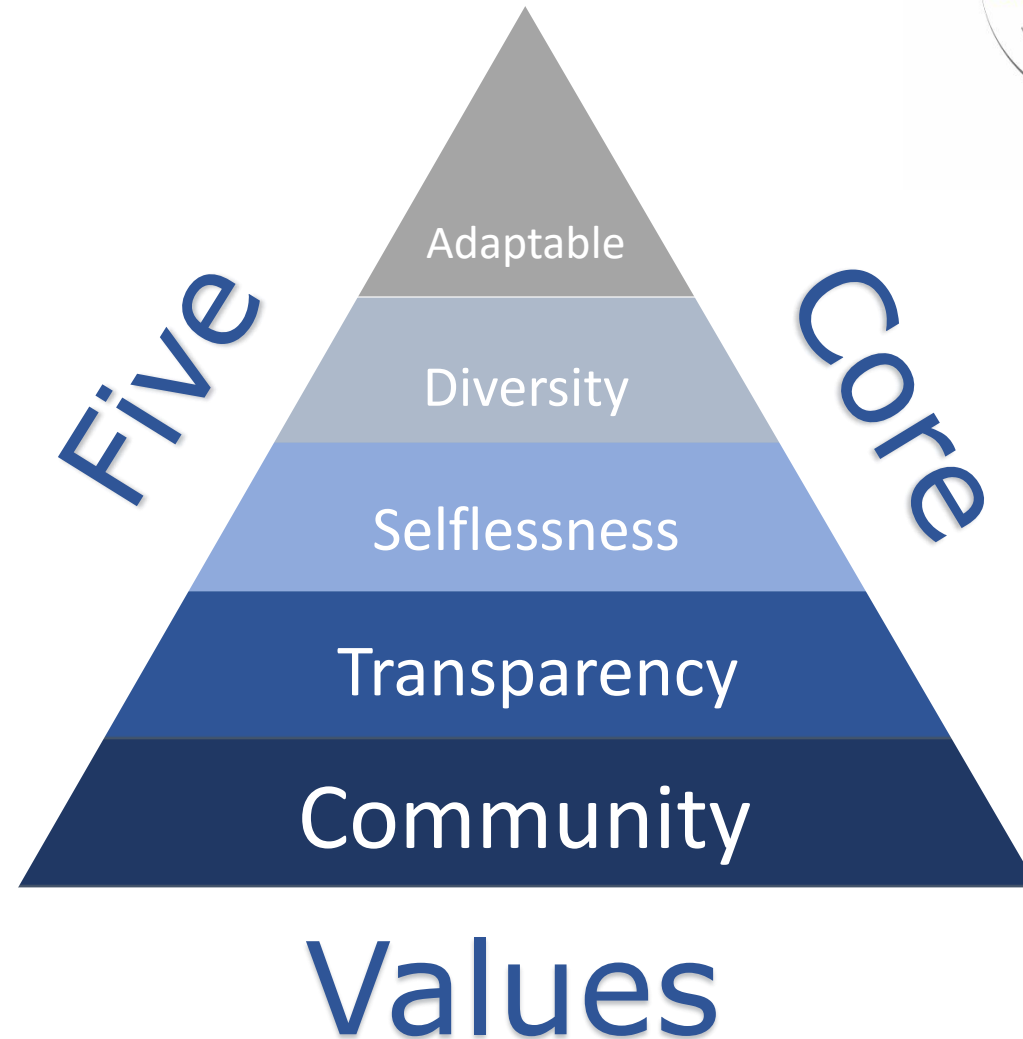 Five
Core
Values
Adaptable
Diversity
Selflessness
Transparency
Community